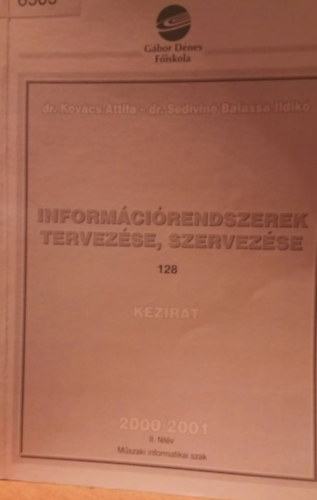 Gábor Dénes
Főiskola
dr. Kovács Attila - dr. Sediviné Balassa Ildikó
INFORMÁCIÓRENDSZEREK
TERVEZÉSE, SZERVEZÉSE
128
KÉZIRAT
2000/2001
II. félév
Műszaki informatikai szak